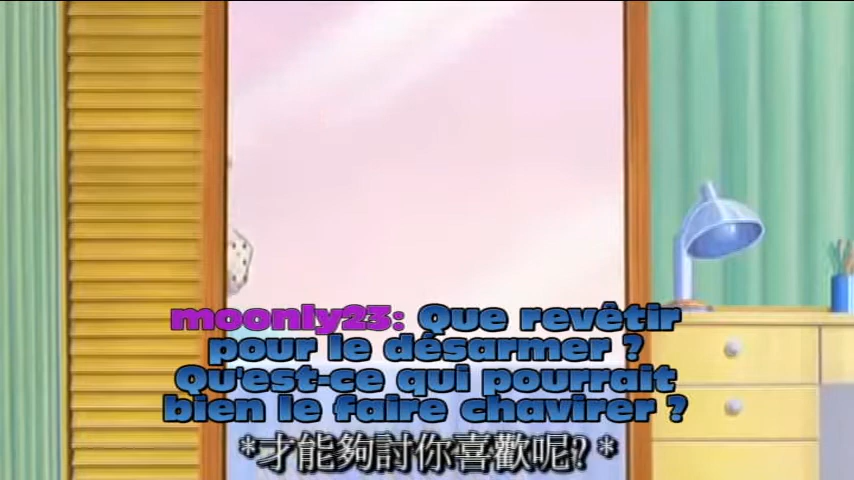 moonly23: Que revêtir
pour le désarmer ?
Qu'est-ce qui pourrait
bien le faire chavirer ?
*才能夠討你喜歡呢? *